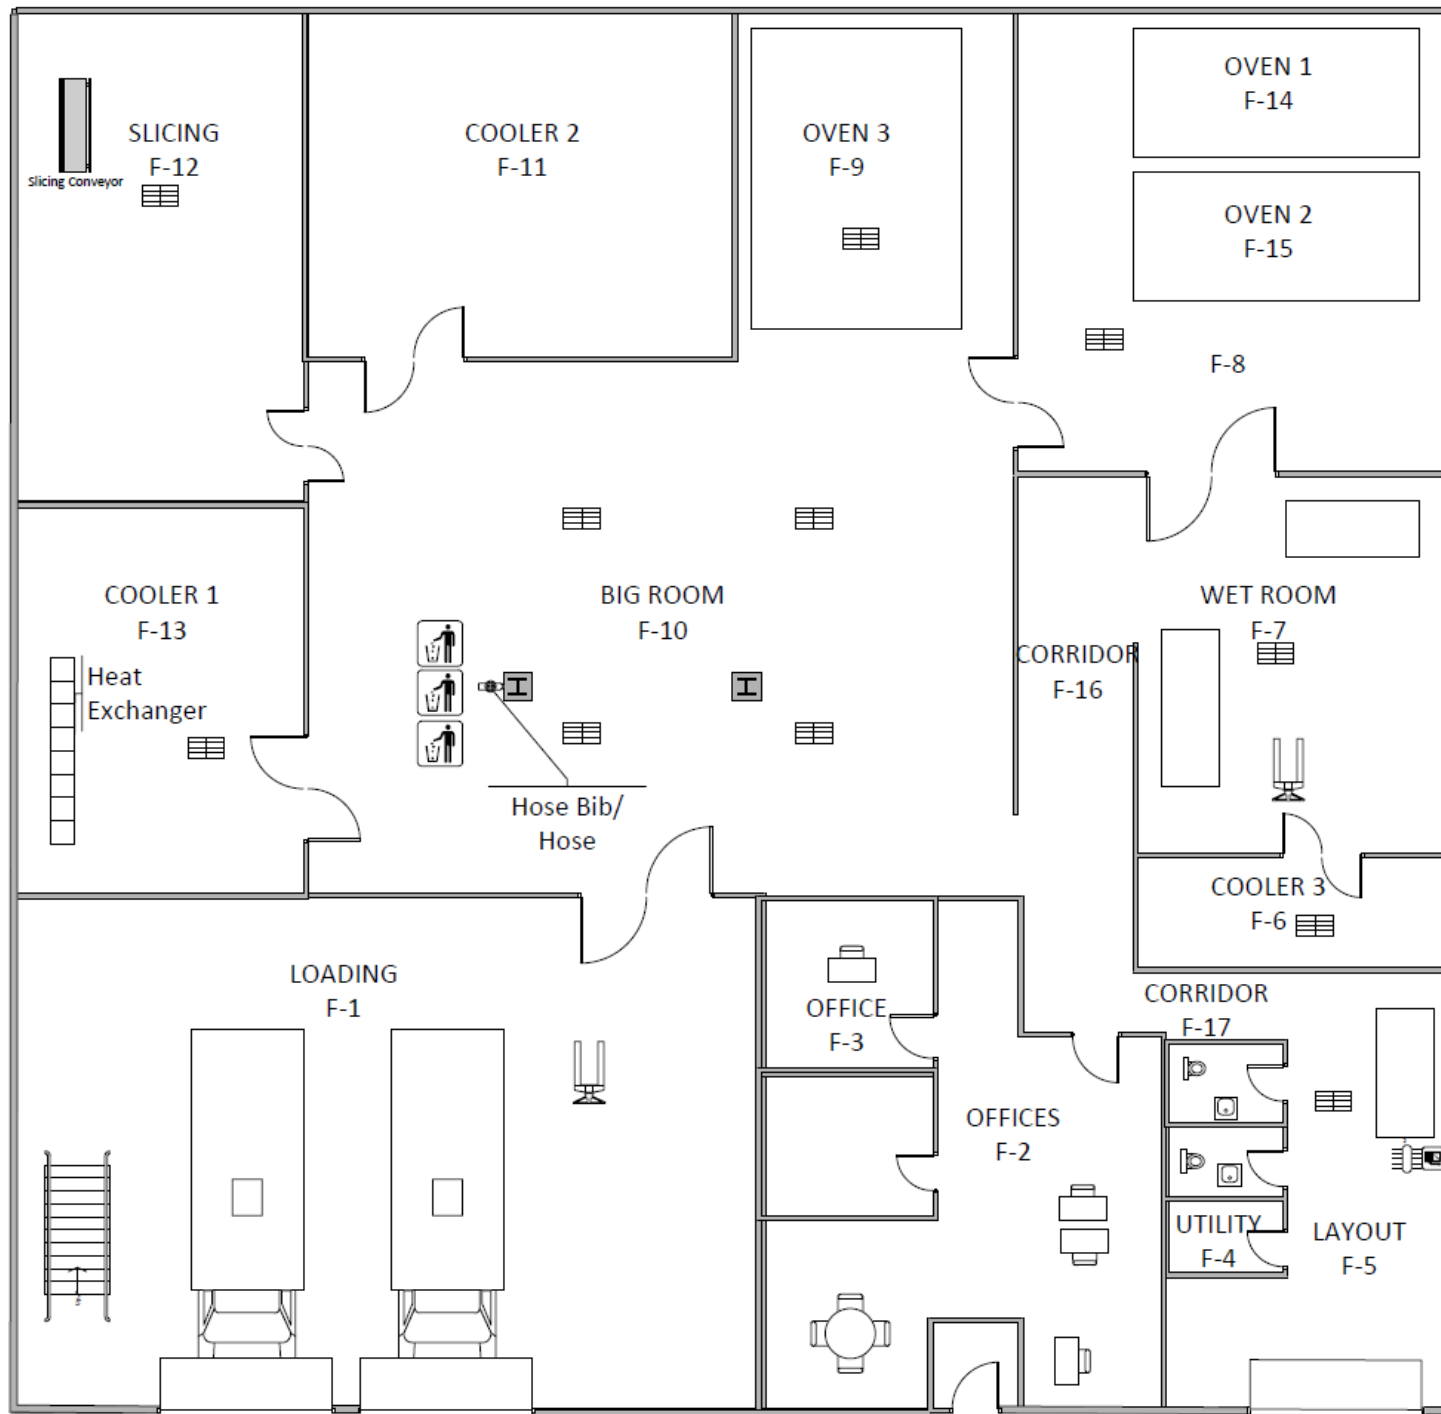 SLICING
F-12
Slicing Conveyor
COOLER 2
F-11
OVEN 3
F-9
OVEN 1
F-14
OVEN 2
F-15
F-8
COOLER 1
F-13
Heat
Exchanger
BIG ROOM
F-10
Hose Bib/
Hose
CORRIDOR
F-16
WET ROOM
F-7
COOLER 3
F-6
LOADING
F-1
OFFICE
F-3
OFFICES
F-2
CORRIDOR
F-17
UTILITY
F-4
LAYOUT
F-5